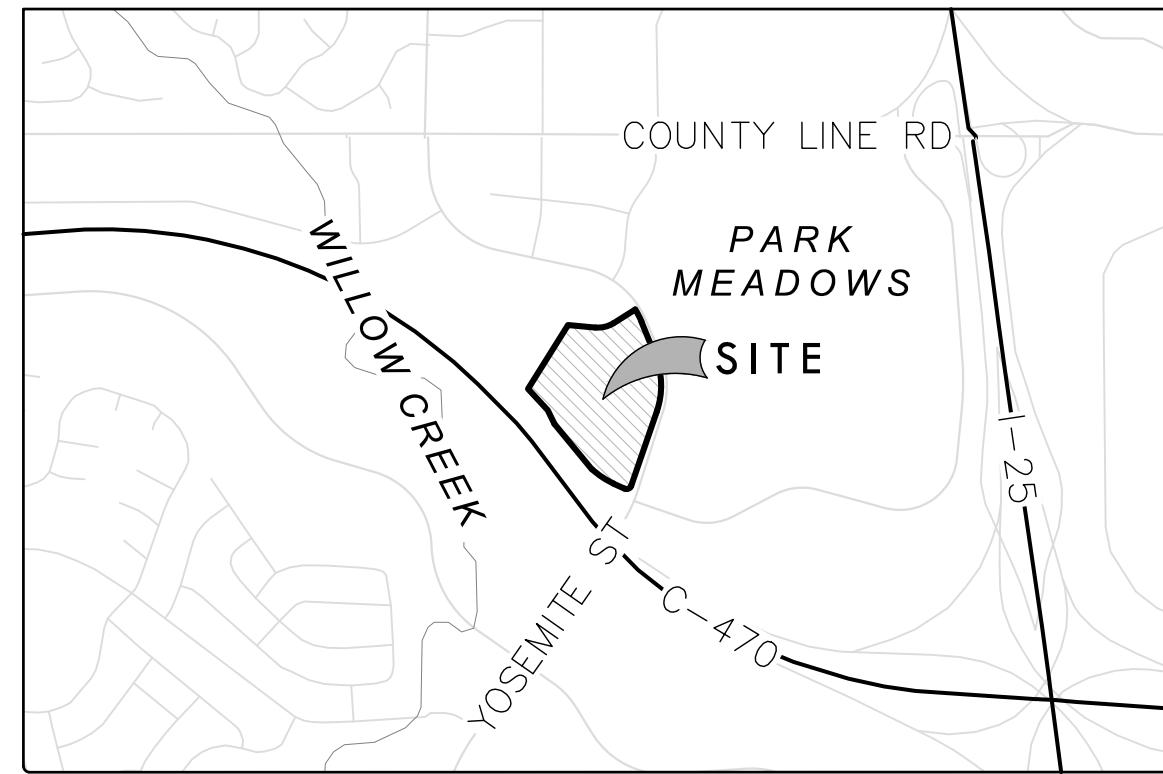 COUNTY LINE RD
PARK
MEADOWS
SITE
WILLOW CREEK
I-25
YOSEMITE ST
C-470